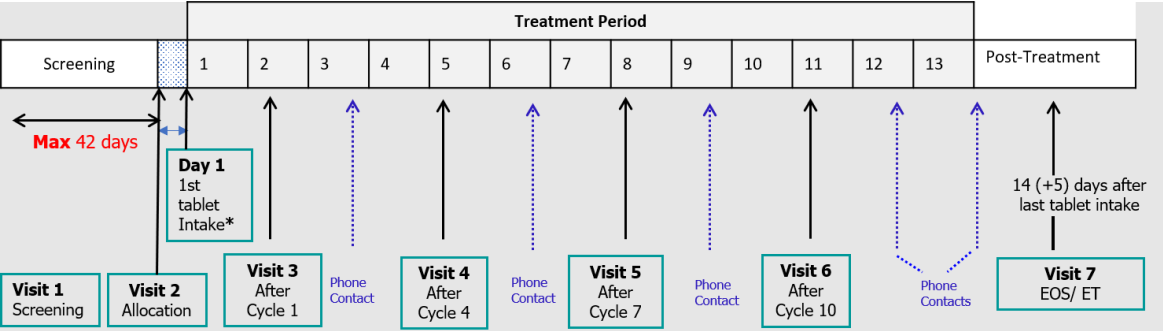 Treatment Period
Screening
1
2
3
4
5
6
7
8
9
10
11
12
13
Post-Treatment
Max 42 days
Day 1
1st
tablet
Intake*
14 (+5) days after
last tablet intake
Visit 1
Screening
Visit 2
Allocation
Visit 3
After
Cycle 1
Phone
Contact
Visit 4
After
Cycle 4
Phone
Contact
Visit 5
After
Cycle 7
Phone
Contact
Visit 6
After
Cycle 10
Phone
Contacts
Visit 7
EOS/ ET